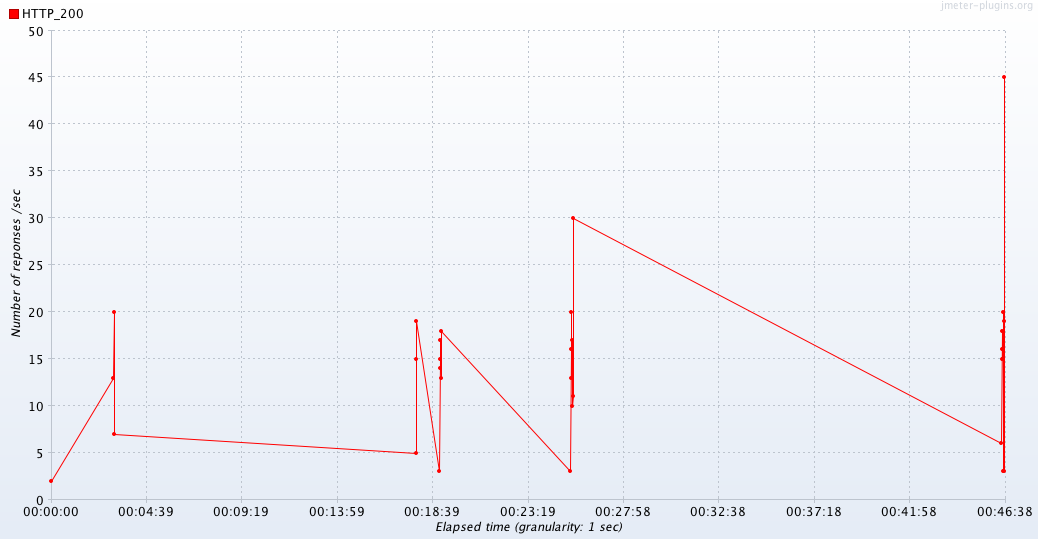 HTTP_200
jmeter-plugins.org
Number of reponses /sec
50
45
40
35
30
25
20
15
10
5
0
00:00:00 00:04:39 00:09:19 00:13:59 00:18:39 00:23:19 00:27:58 00:32:38 00:37:18 00:41:58 00:46:38
Elapsed time (granularity: 1 sec)